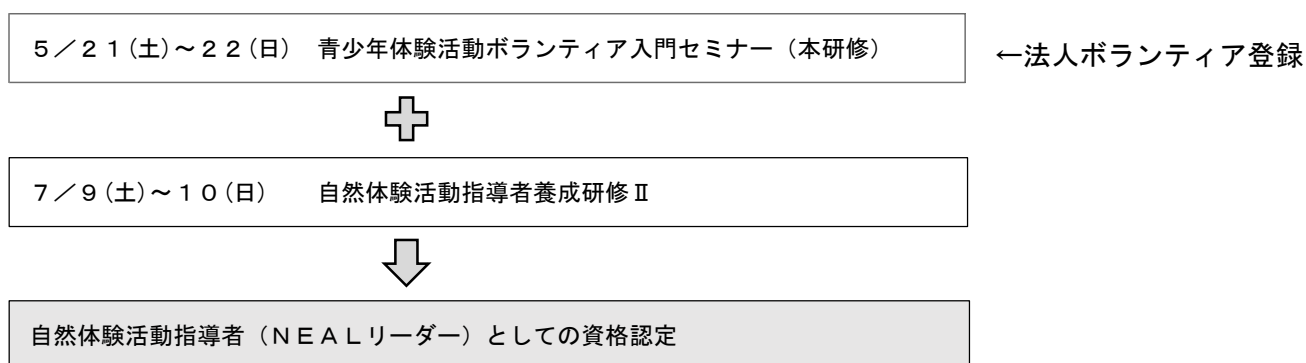 ５／２１(土)～２２(日)　青少年体験活動ボランティア入門セミナー（本研修）　←法人ボランティア登録
７／９(土)～１０(日)　　自然体験活動指導者養成研修Ⅱ
自然体験活動指導者（ＮＥＡＬリーダー）としての資格認定